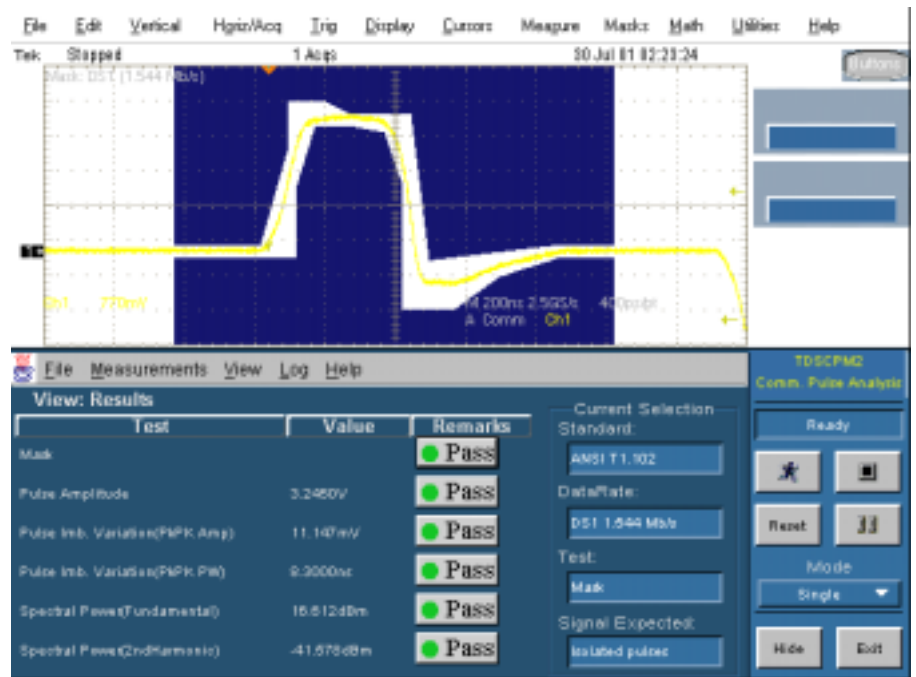 File Edit Vertical Horiz/Acq Trig Display Cursors Measure Masks Math Utilities Help
Tek Stopped 1 Acqs 30 Jul 01 02:23:24
Buttons
Mask: DS1 (1.544 Mb/s)
Ch1 770mV M 200ns 2.5GS/s 400ps/pt
A Comm Ch1
File Measurements View Log Help
TDSCPM2
Comm. Pulse Analysis
View: Results
Test Value Remarks
Mask Pass
Pulse Amplitude 3.2460V Pass
Pulse Imb. Variation(PkPK Amp) 11.147mV Pass
Pulse Imb. Variation(PkPK PW) Pass
Spectral Power(Fundamental) 16.612dBm Pass
Spectral Power(2ndHarmonic) -41.678dBm Pass
Current Selection
Standard:
ANSI T1.102
DataRate:
DS1 1.544 Mb/s
Test:
Mask
Signal Expected:
Isolated pulses
Ready
Reset
Mode
Single
Hide Exit